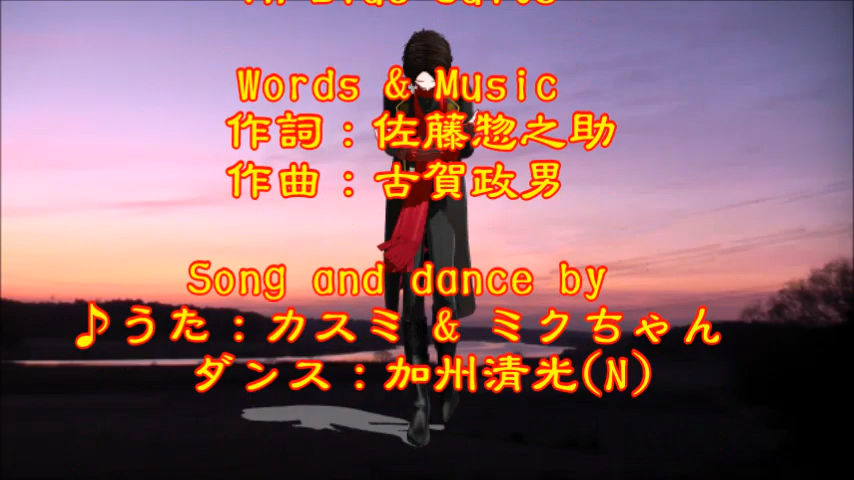 Words & Music
作詞：佐藤惣之助
作曲：古賀政男
Song and dance by
♪うた：カスミ & ミクちゃん
ダンス：加州清光(N)